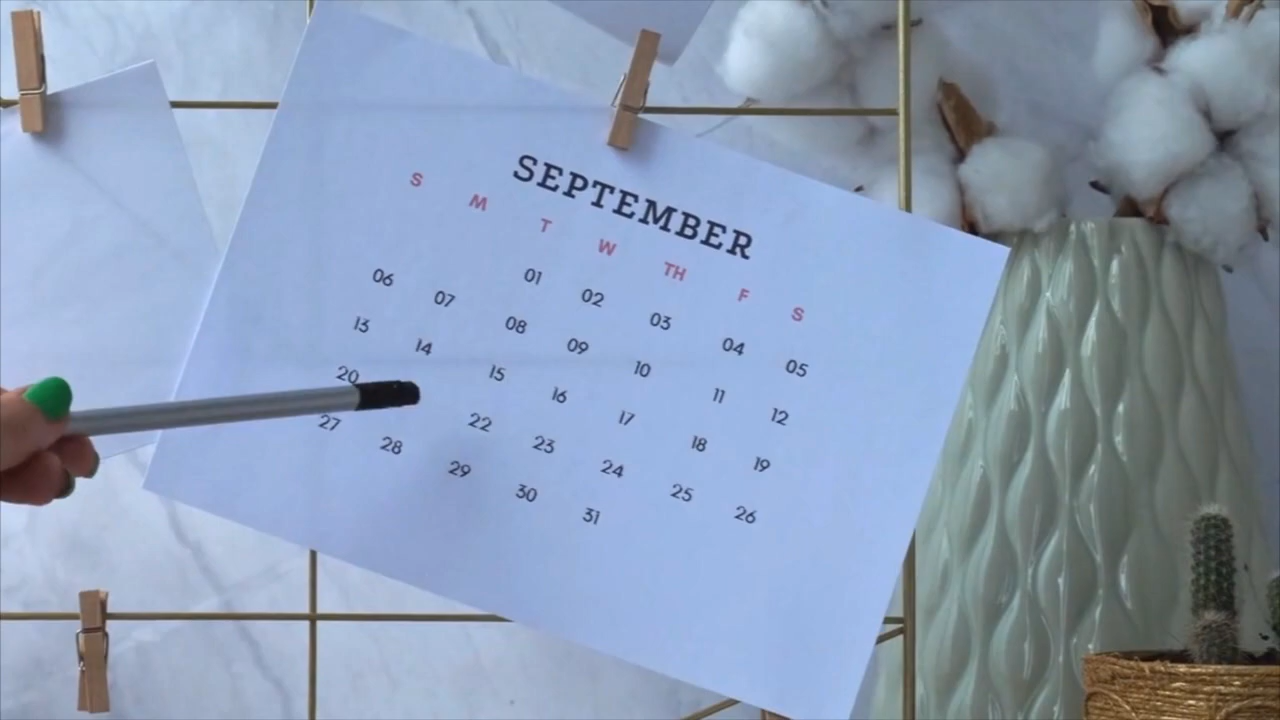 SEPTEMBER
S M T W TH F S
01 02 03 04 05
06 07 08 09 10 11 12
13 14 15 16 17 18 19
20 22 23 24 25 26
27 28 29 30 31